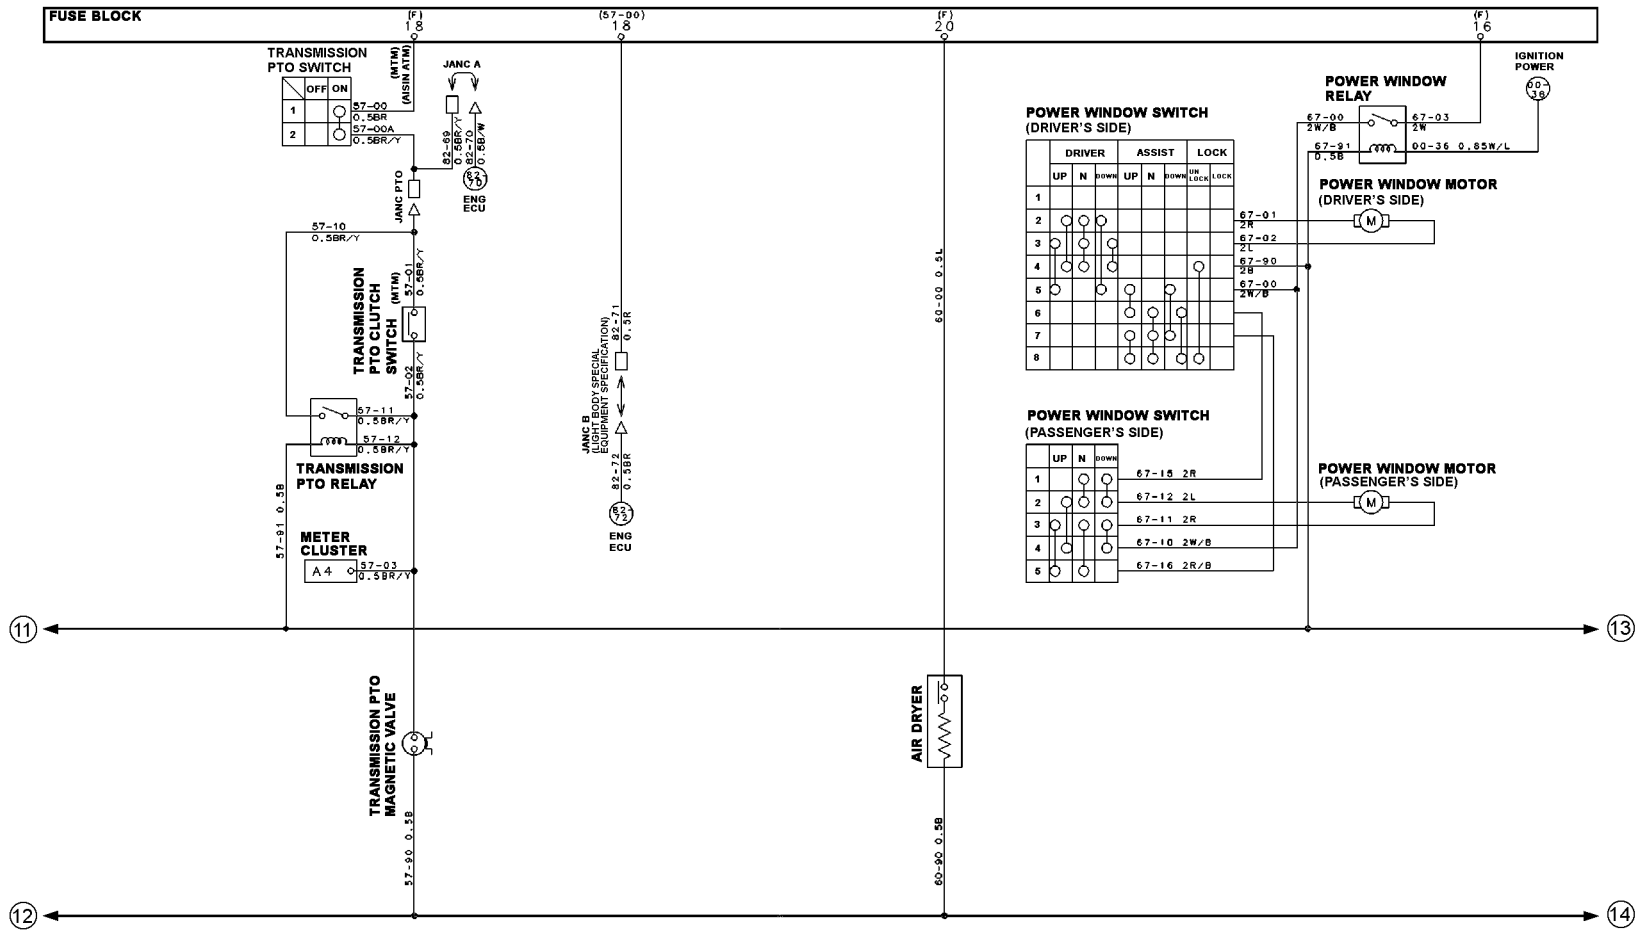 FUSE BLOCK
(F)
18
(57-00)
18
(F)
20
(F)
16
TRANSMISSION
PTO SWITCH
OFF ON
1
2
57-00
0.5BR
57-00A
0.5BR/Y
(MTM)
(AISIN ATM)
JANC A
82-69
0.5BR/Y
82-70
0.5B/W
82-
70
ENG
ECU
JANC PTO
57-10
0.5BR/Y
57-01
0.5BR/Y
TRANSMISSION
PTO CLUTCH
SWITCH (MTM)
57-02
0.5BR/Y
57-11
0.5BR/Y
57-12
0.5BR/Y
TRANSMISSION
PTO RELAY
57-91 0.5B
METER
CLUSTER
A4
57-03
0.5BR/Y
82-71
0.5R
JANC B
(LIGHT BODY SPECIAL
EQUIPMENT SPECIFICATION)
82-72
0.5BR
82-
72
ENG
ECU
60-00 0.5L
IGNITION
POWER
00-
36
POWER WINDOW
RELAY
67-00
2W/B
67-03
2W
67-91
0.5B
00-36 0.85W/L
POWER WINDOW SWITCH
(DRIVER'S SIDE)
DRIVER ASSIST LOCK
UP N DOWN UP N DOWN UN LOCK LOCK
1
2
3
4
5
6
7
8
67-01
2R
67-02
2L
67-90
2B
67-00
2W/B
POWER WINDOW MOTOR
(DRIVER'S SIDE)
M
POWER WINDOW SWITCH
(PASSENGER'S SIDE)
UP N DOWN
1
2
3
4
5
67-15 2R
67-12 2L
67-11 2R
67-10 2W/B
67-16 2R/B
POWER WINDOW MOTOR
(PASSENGER'S SIDE)
M
11
13
TRANSMISSION PTO
MAGNETIC VALVE
57-90 0.5B
AIR DRYER
60-90 0.5B
12
14